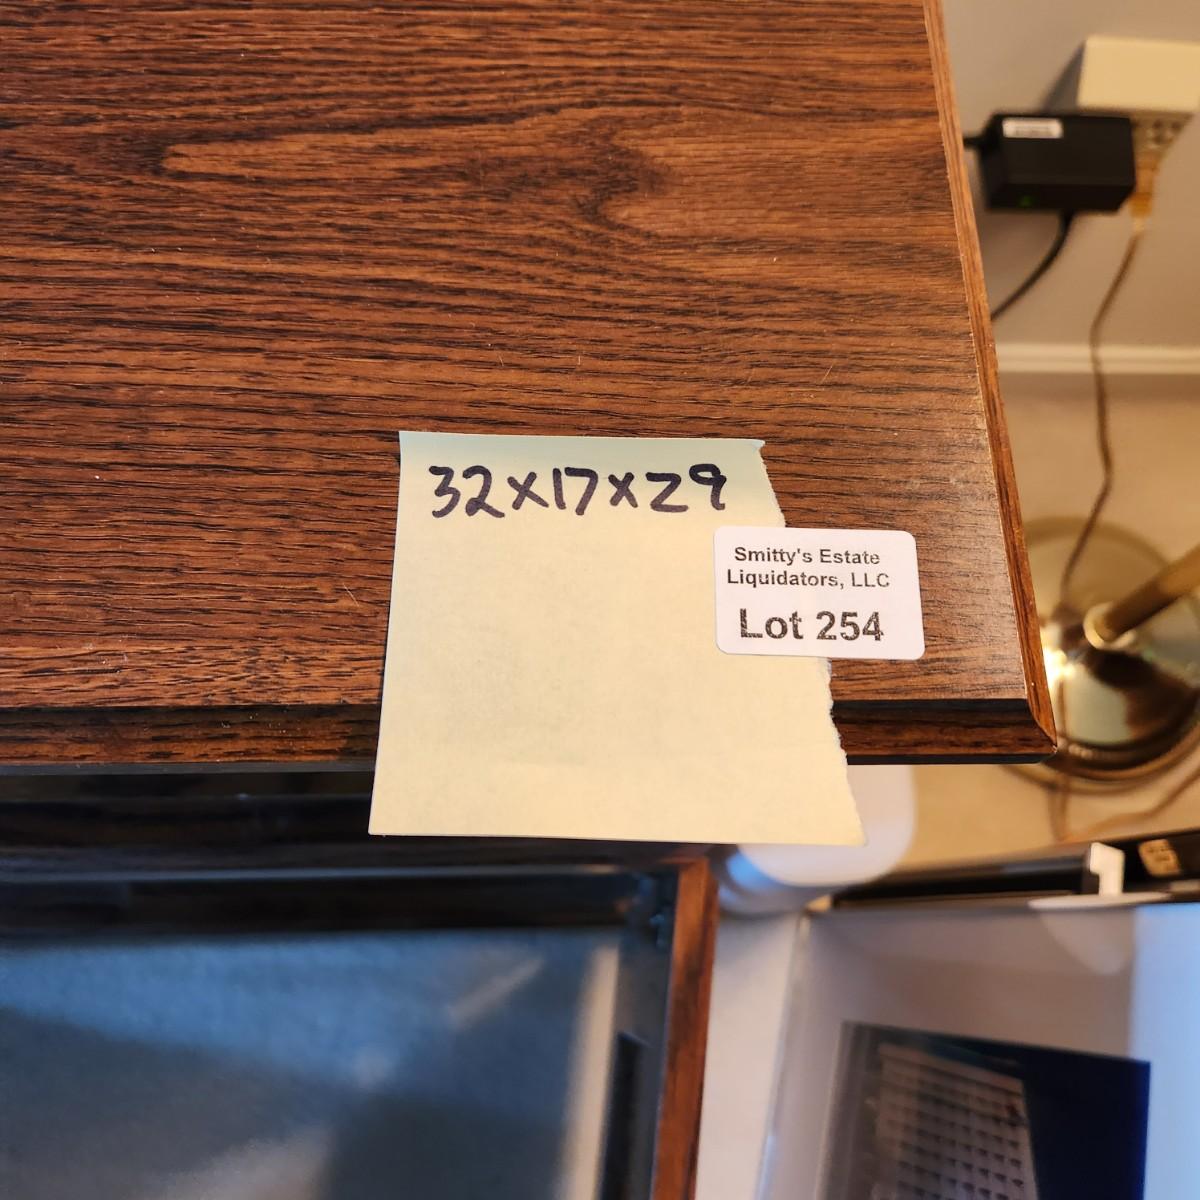 32x17x29
Smitty's Estate
Liquidators, LLC
Lot 254